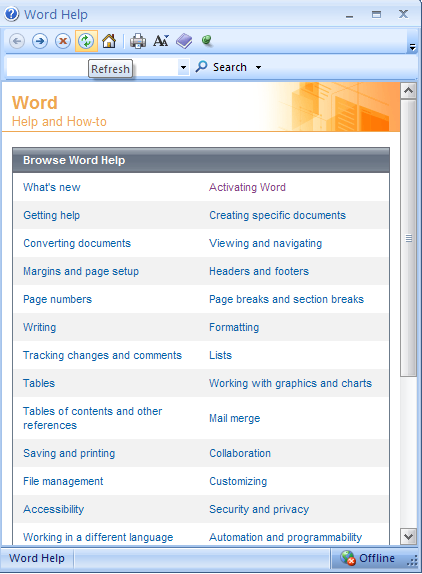 Word Help
Refresh
Search
Word
Help and How-to
Browse Word Help
What's new Activating Word
Getting help Creating specific documents
Converting documents Viewing and navigating
Margins and page setup Headers and footers
Page numbers Page breaks and section breaks
Writing Formatting
Tracking changes and comments Lists
Tables Working with graphics and charts
Tables of contents and other
references Mail merge
Saving and printing Collaboration
File management Customizing
Accessibility Security and privacy
Working in a different language Automation and programmability
Word Help Offline